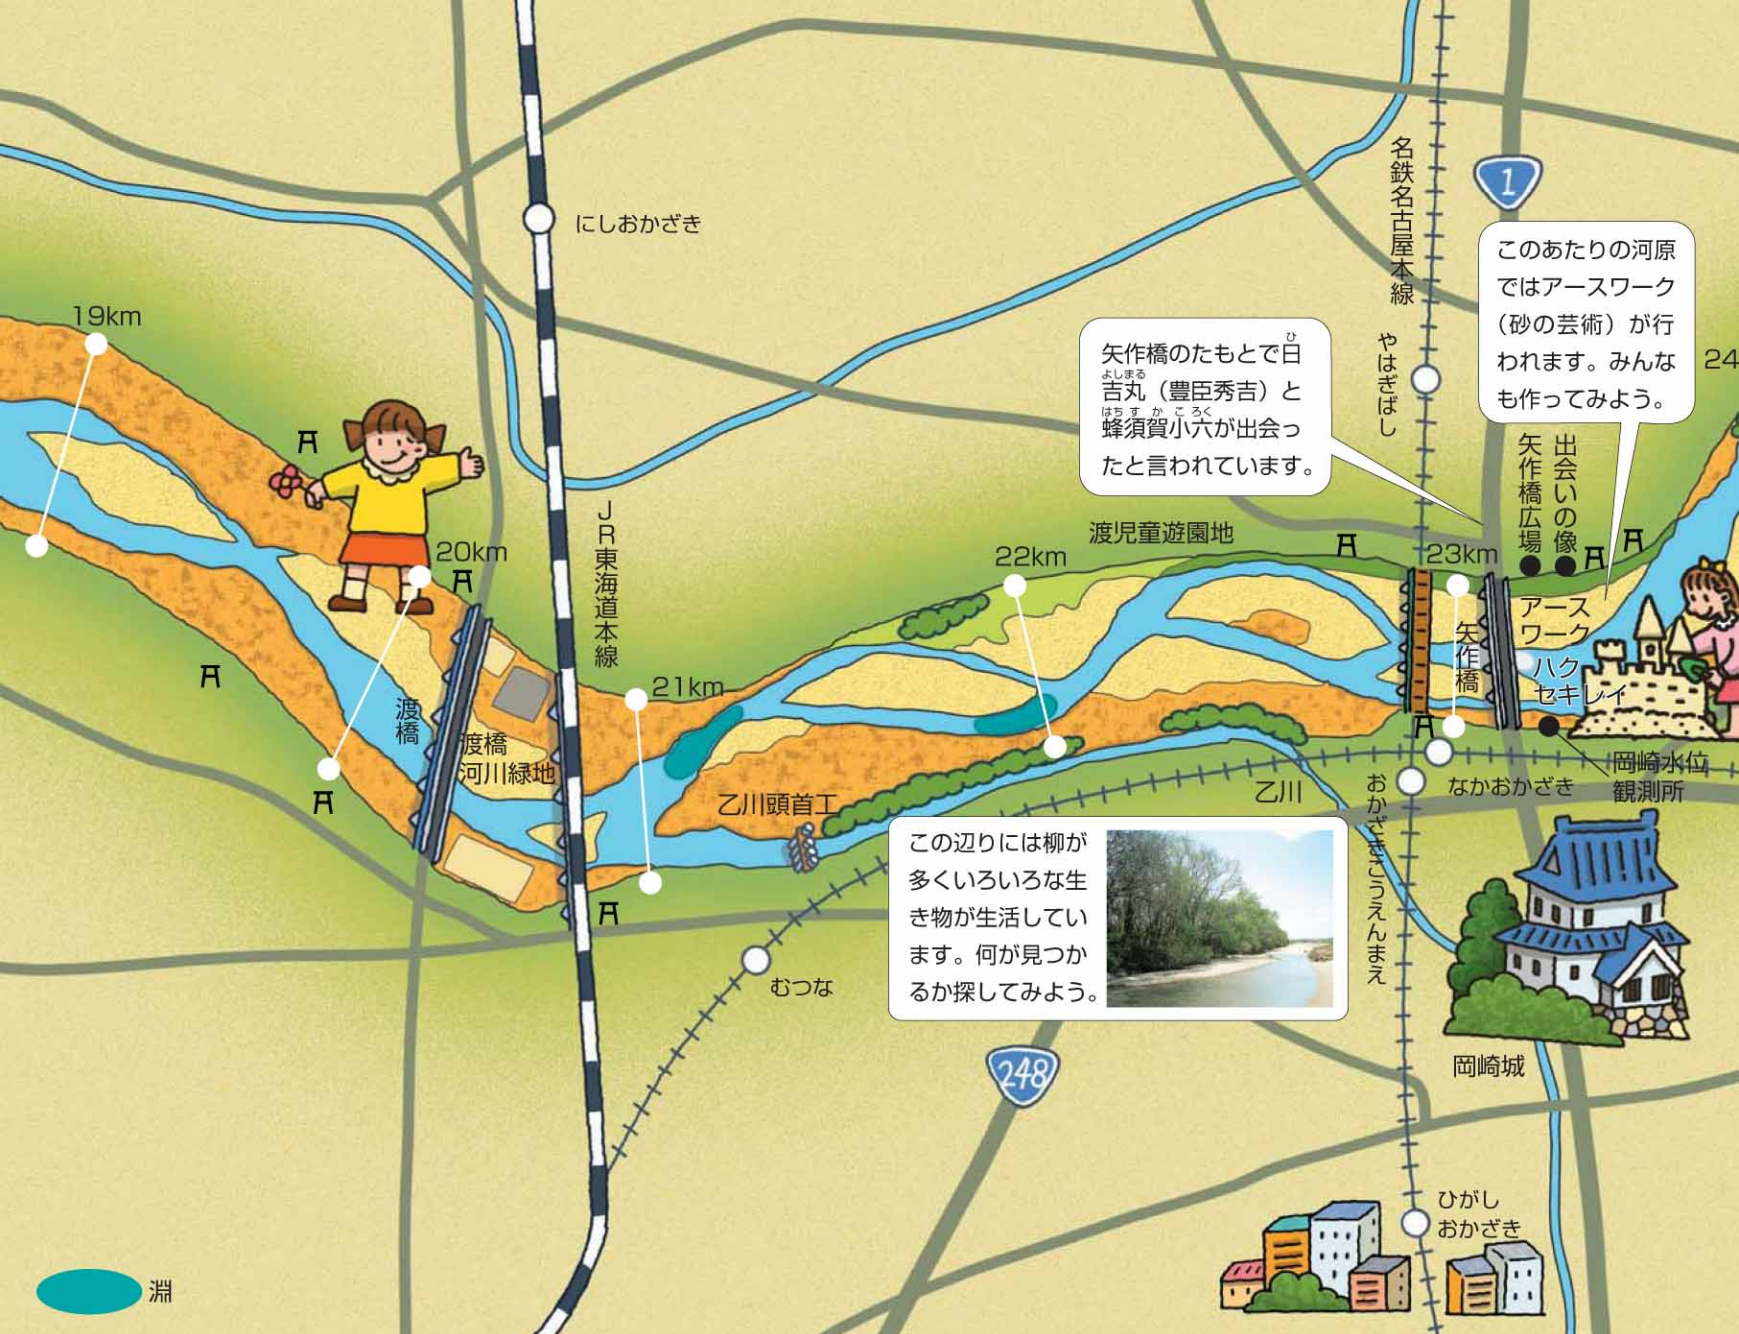 19km
にしおかざき
名鉄名古屋本線
1
このあたりの河原
ではアースワーク
（砂の芸術）が行
われます。みんな
も作ってみよう。
24
やはぎばし
矢作橋のたもとで日
吉丸（豊臣秀吉）と
蜂須賀小六が出会っ
たと言われています。
ひ
よしまる
はちすかころく
出会いの像
矢作橋広場
JR東海道本線
20km
22km
渡児童遊園地
23km
アース
ワーク
矢作橋
ハク
セキレイ
21km
渡橋
渡橋
河川緑地
乙川頭首工
乙川
おかざきこうえんまえ
なかおかざき
岡崎水位
観測所
この辺りには柳が
多くいろいろな生
き物が生活してい
ます。何が見つか
るか探してみよう。
むつな
248
岡崎城
ひがし
おかざき
淵